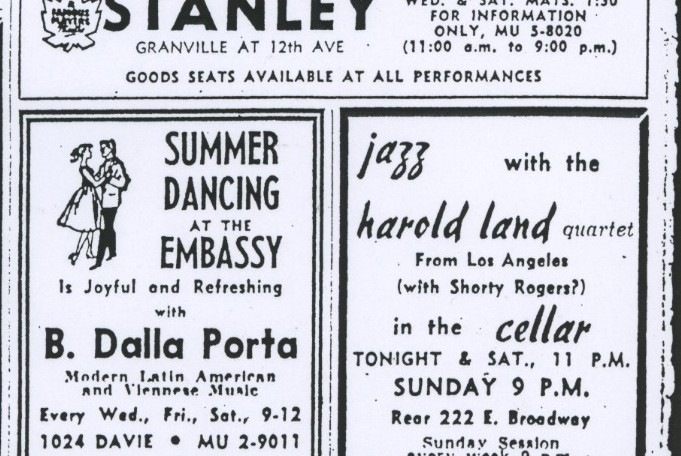 STANLEY
GRANVILLE AT 12th AVE
WED. & SAT. MATS. 1:30
FOR INFORMATION
ONLY, MU 5-8020
(11:00 a.m. to 9:00 p.m.)
GOODS SEATS AVAILABLE AT ALL PERFORMANCES
SUMMER
DANCING
AT THE
EMBASSY
Is Joyful and Refreshing
with
B. Dalla Porta
Modern Latin American
and Viennese Music
Every Wed., Fri., Sat., 9-12
1024 DAVIE • MU 2-9011
jazz with the
harold land quartet
From Los Angeles
(with Shorty Rogers?)
in the cellar
TONIGHT & SAT., 11 P.M.
SUNDAY 9 P.M.
Rear 222 E. Broadway
Sunday Session